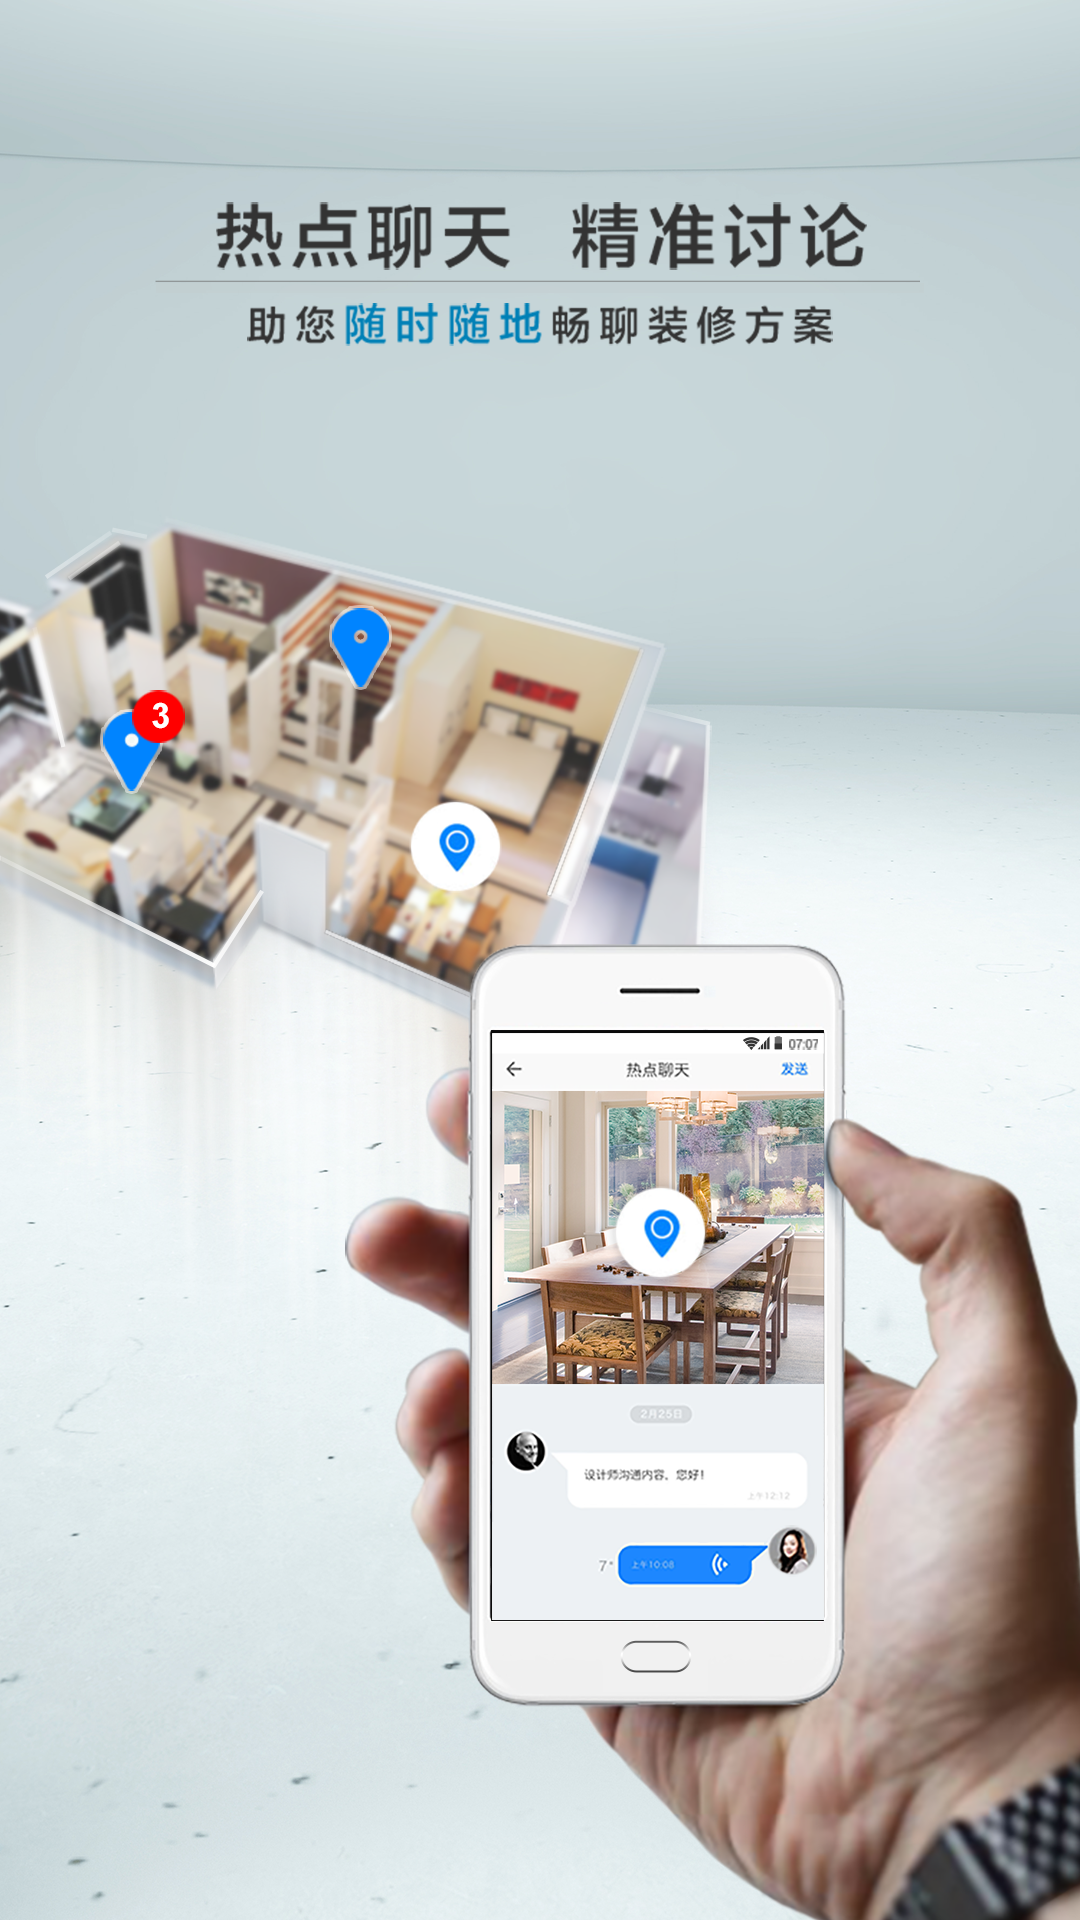 热点聊天 精准讨论
助您随时随地畅聊装修方案
3
07:07
热点聊天 发送
2月25日
设计师沟通内容，您好！
上午12:12
7" 上午10:08